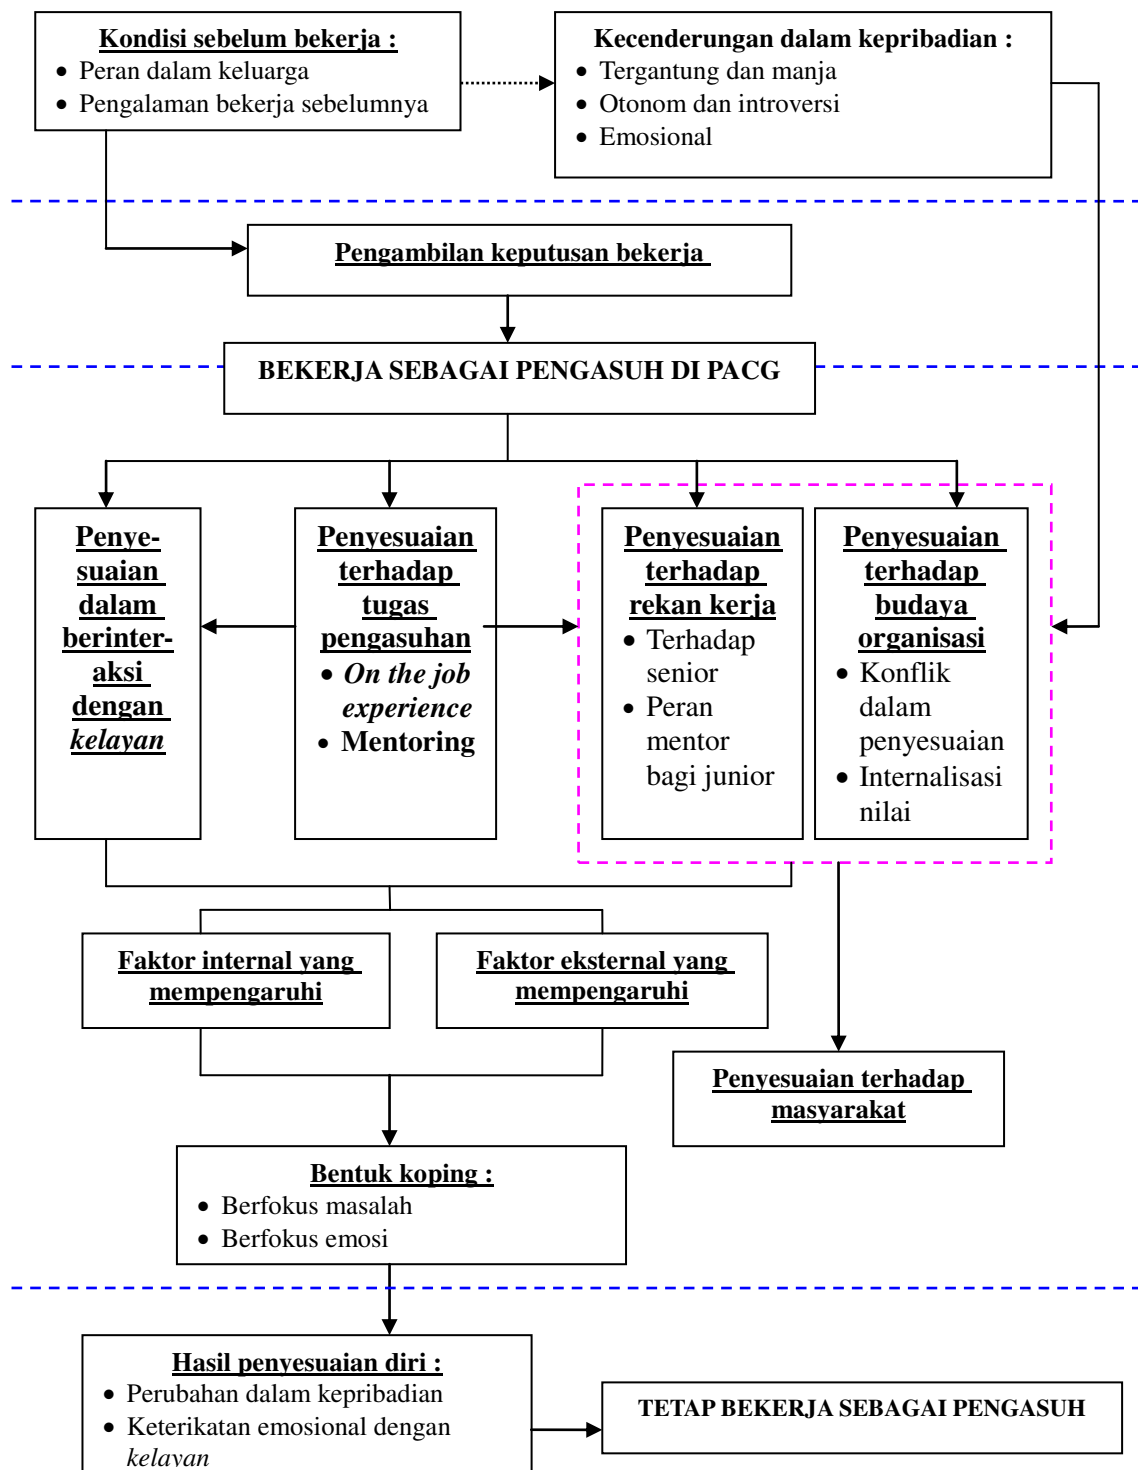 Kondisi sebelum bekerja :
• Peran dalam keluarga
• Pengalaman bekerja sebelumnya
Kecenderungan dalam kepribadian :
• Tergantung dan manja
• Otonom dan introversi
• Emosional
Pengambilan keputusan bekerja
BEKERJA SEBAGAI PENGASUH DI PACG
Penye-
suaian
dalam
berinter-
aksi
dengan
kelayan
Penyesuaian
terhadap
tugas
pengasuhan
• On the job
experience
• Mentoring
Penyesuaian
terhadap
rekan kerja
• Terhadap
senior
• Peran
mentor
bagi junior
Penyesuaian
terhadap
budaya
organisasi
• Konflik
dalam
penyesuaian
• Internalisasi
nilai
Faktor internal yang
mempengaruhi
Faktor eksternal yang
mempengaruhi
Penyesuaian terhadap
masyarakat
Bentuk koping :
• Berfokus masalah
• Berfokus emosi
Hasil penyesuaian diri :
• Perubahan dalam kepribadian
• Keterikatan emosional dengan
kelayan
TETAP BEKERJA SEBAGAI PENGASUH